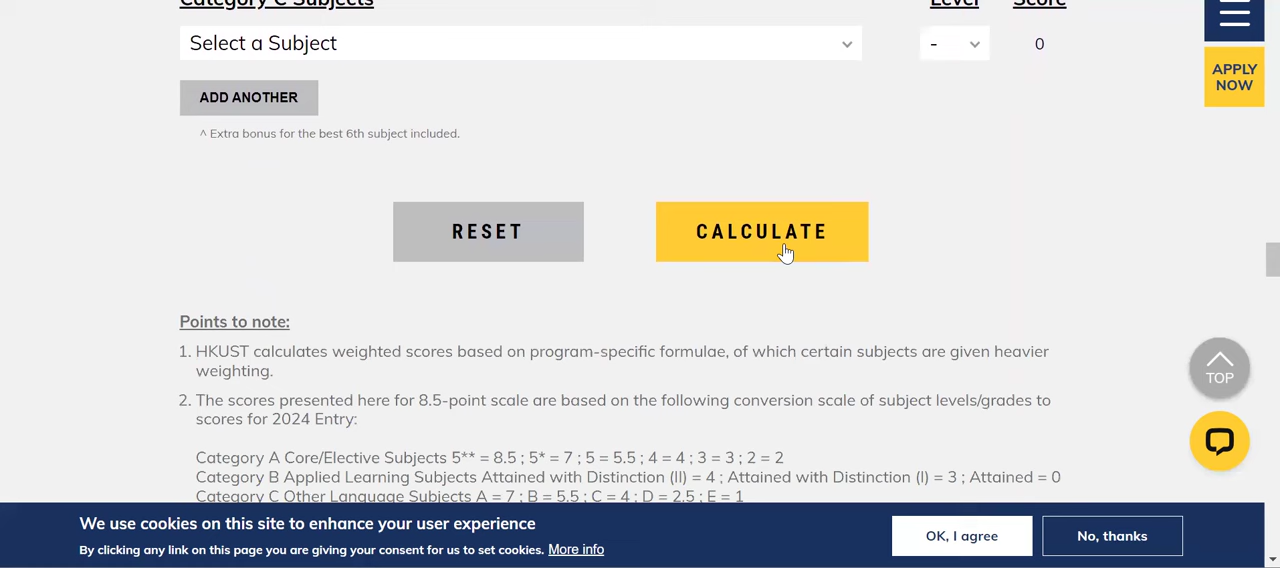 Category C Subjects Level Score
Select a Subject - 0
ADD ANOTHER
^ Extra bonus for the best 6th subject included.
RESET CALCULATE
Points to note:
1. HKUST calculates weighted scores based on program-specific formulae, of which certain subjects are given heavier
weighting.
2. The scores presented here for 8.5-point scale are based on the following conversion scale of subject levels/grades to
scores for 2024 Entry:
Category A Core/Elective Subjects 5** = 8.5 ; 5* = 7 ; 5 = 5.5 ; 4 = 4 ; 3 = 3 ; 2 = 2
Category B Applied Learning Subjects Attained with Distinction (II) = 4 ; Attained with Distinction (I) = 3 ; Attained = 0
Category C Other Language Subjects A = 7 ; B = 5.5 ; C = 4 ; D = 2.5 ; E = 1
APPLY
NOW
TOP
We use cookies on this site to enhance your user experience
By clicking any link on this page you are giving your consent for us to set cookies. More info
OK, I agree No, thanks